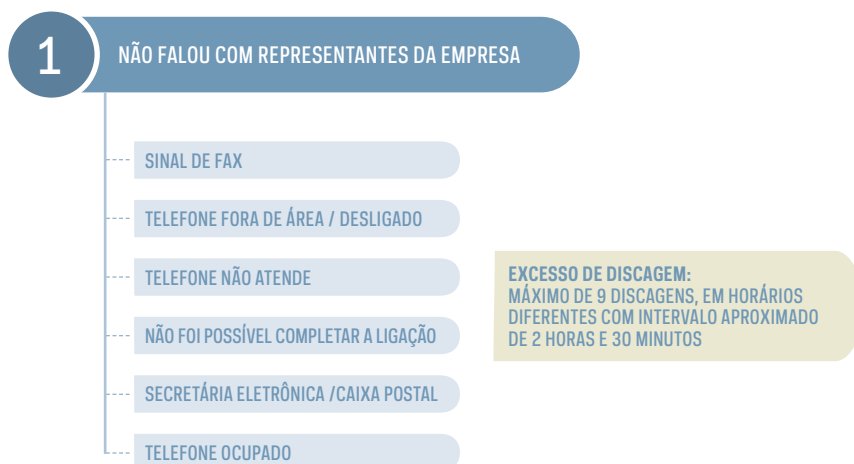 1
NÃO FALOU COM REPRESENTANTES DA EMPRESA
SINAL DE FAX
TELEFONE FORA DE ÁREA / DESLIGADO
TELEFONE NÃO ATENDE
NÃO FOI POSSÍVEL COMPLETAR A LIGAÇÃO
SECRETÁRIA ELETRÔNICA /CAIXA POSTAL
TELEFONE OCUPADO
EXCESSO DE DISCAGEM:
MÁXIMO DE 9 DISCAGENS, EM HORÁRIOS
DIFERENTES COM INTERVALO APROXIMADO
DE 2 HORAS E 30 MINUTOS